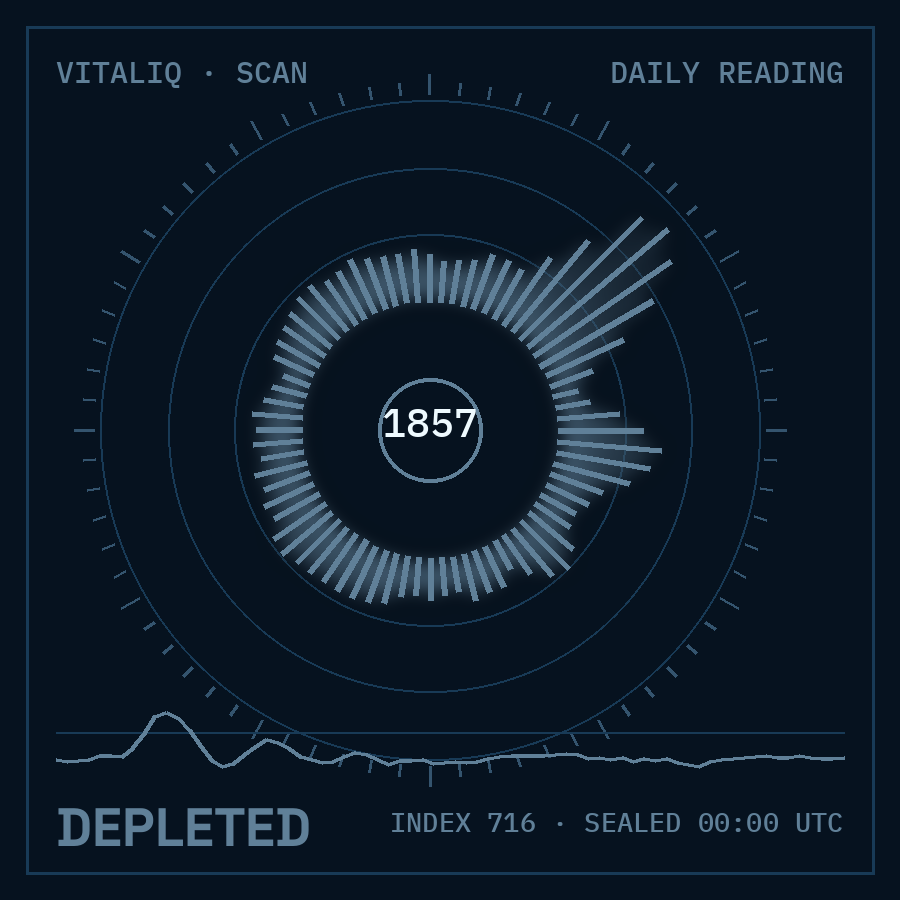 VITALIQ · SCAN
DAILY READING
1857
DEPLETED
INDEX 716 · SEALED 00:00 UTC